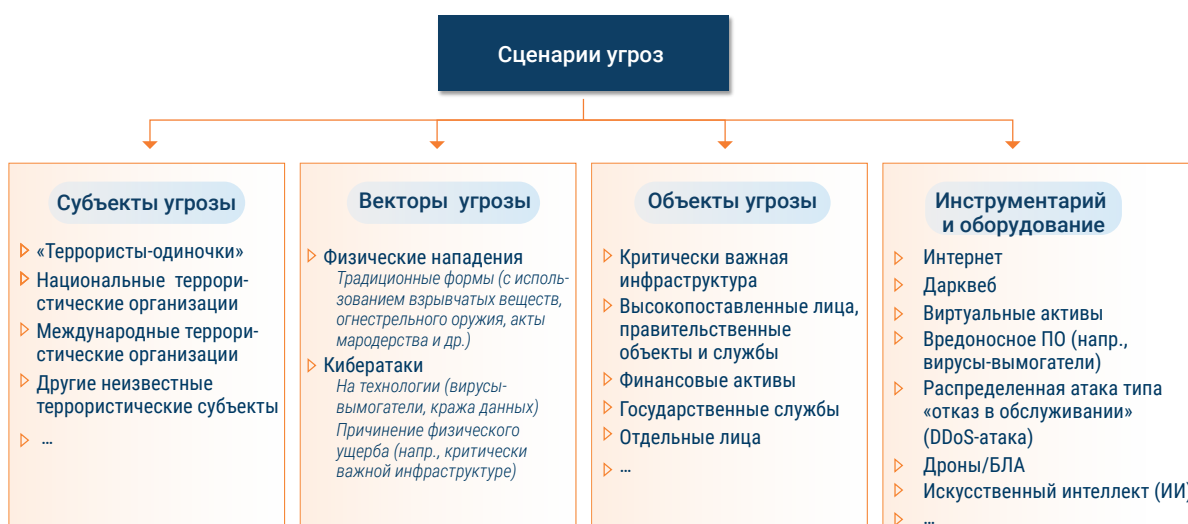 Сценарии угроз
Субъекты угрозы
«Террористы-одиночки»
Национальные террори-
стические организации
Международные террори-
стические организации
Другие неизвестные
террористические субъекты
...
Векторы угрозы
Физические нападения
Традиционные формы (с исполь-
зованием взрывчатых веществ,
огнестрельного оружия, акты
мародерства и др.)
Кибератаки
На технологии (вирусы-
вымогатели, кража данных)
Причинение физического
ущерба (напр., критически
важной инфраструктуре)
Объекты угрозы
Критически важная
инфраструктура
Высокопоставленные лица,
правительственные
объекты и службы
Финансовые активы
Государственные службы
Отдельные лица
...
Инструментарий
и оборудование
Интернет
Дарквеб
Виртуальные активы
Вредоносное ПО (напр.,
вирусы-вымогатели)
Распределенная атака типа
«отказ в обслуживании»
(DDoS-атака)
Дроны/БЛА
Искусственный интеллект (ИИ)
...